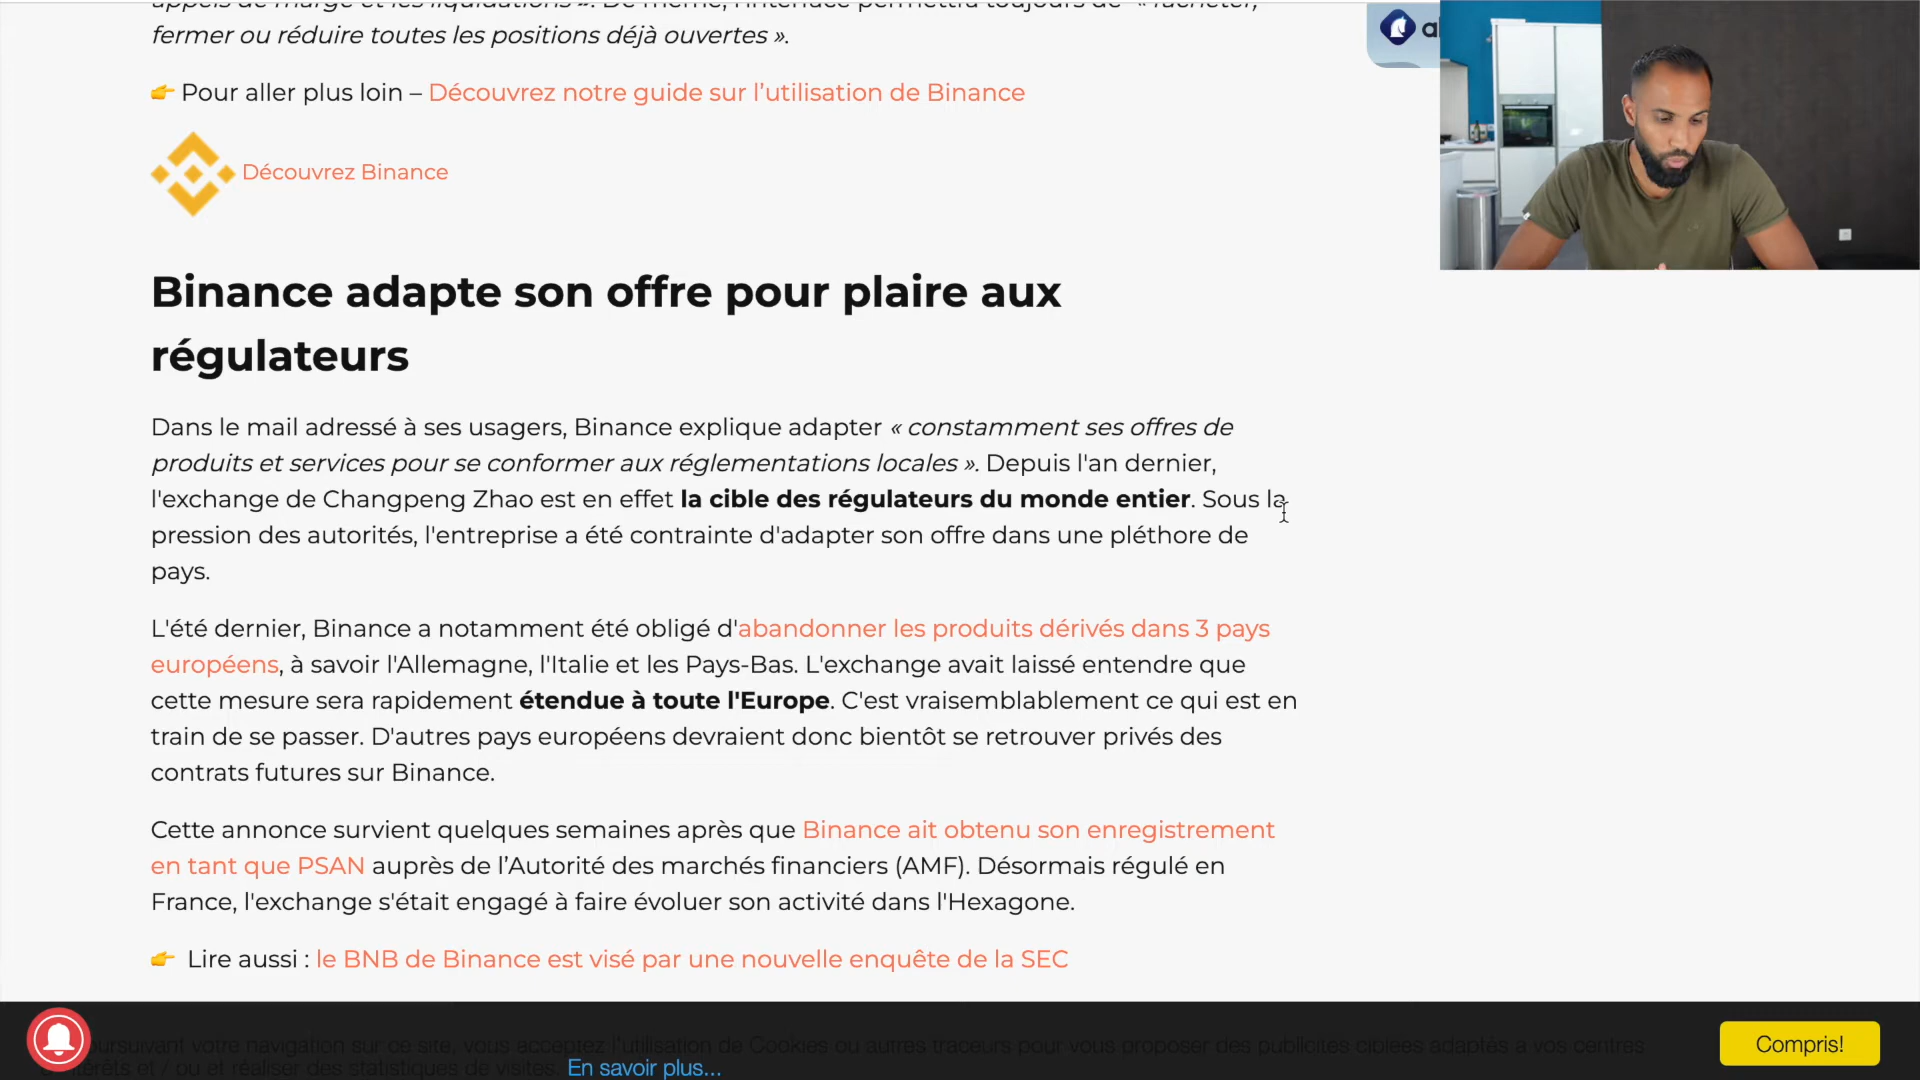 appels de marge et les liquidations ». De même, l'interface permettra toujours de « racheter,
fermer ou réduire toutes les positions déjà ouvertes ».
👉 Pour aller plus loin – Découvrez notre guide sur l’utilisation de Binance
Découvrez Binance
Binance adapte son offre pour plaire aux
régulateurs
Dans le mail adressé à ses usagers, Binance explique adapter « constamment ses offres de
produits et services pour se conformer aux réglementations locales ». Depuis l'an dernier,
l'exchange de Changpeng Zhao est en effet la cible des régulateurs du monde entier. Sous la
pression des autorités, l'entreprise a été contrainte d'adapter son offre dans une pléthore de
pays.
L'été dernier, Binance a notamment été obligé d'abandonner les produits dérivés dans 3 pays
européens, à savoir l'Allemagne, l'Italie et les Pays-Bas. L'exchange avait laissé entendre que
cette mesure sera rapidement étendue à toute l'Europe. C'est vraisemblablement ce qui est en
train de se passer. D'autres pays européens devraient donc bientôt se retrouver privés des
contrats futures sur Binance.
Cette annonce survient quelques semaines après que Binance ait obtenu son enregistrement
en tant que PSAN auprès de l’Autorité des marchés financiers (AMF). Désormais régulé en
France, l'exchange s'était engagé à faire évoluer son activité dans l'Hexagone.
👉 Lire aussi : le BNB de Binance est visé par une nouvelle enquête de la SEC
oursuivant votre navigation sur ce site, vous acceptez l'utilisation de Cookies ou autres traceurs pour vous proposer des publicités ciblées adaptés à vos centres
térêts et / ou et réaliser des statistiques de visites. En savoir plus...
Compris!